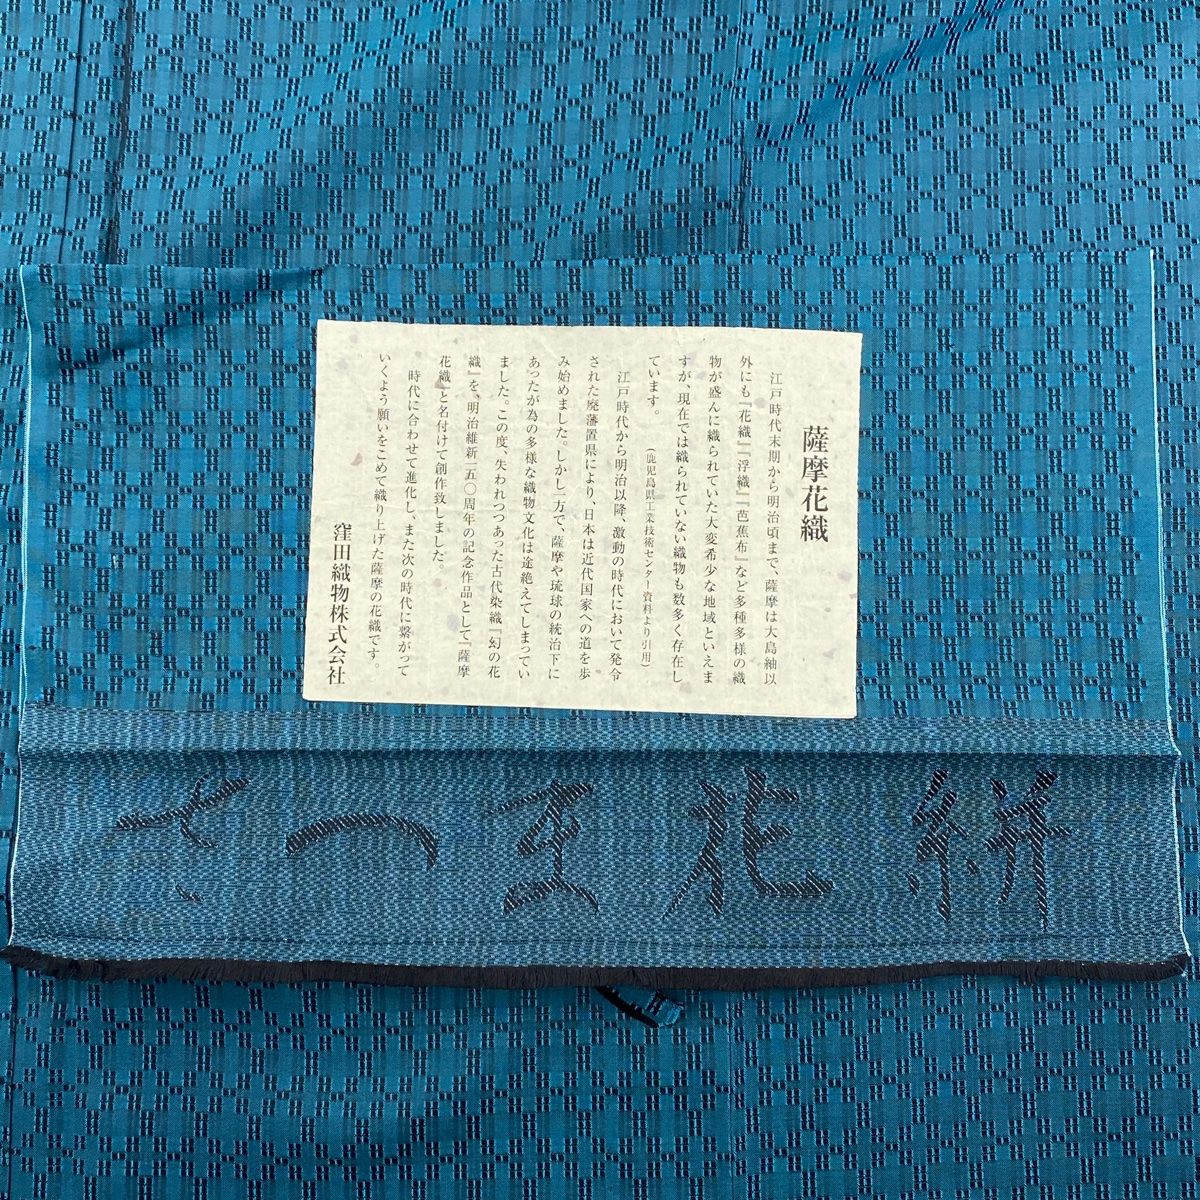 薩摩花織
江戸時代末期から明治頃まで、薩摩は大島紬以
外にも『花織』『浮織』『芭蕉布』など多種多様の織
物が盛んに織られていた大変希少な地域といえま
すが、現在では織られていない織物も数多く存在し
ています。 (鹿児島県工業技術センター資料より引用)
江戸時代から明治以降、激動の時代において発令
された廃藩置県により、日本は近代国家への道を歩
み始めました。しかし一方で、薩摩や琉球の統治下に
あったが為の多様な織物文化は途絶えてしまってい
ました。この度、失われつつあった古代染織『幻の花
織』を、明治維新一五〇周年の記念作品として『薩摩
花織』と名付けて創作致しました。
時代に合わせて進化し、また次の時代に繋がって
いくよう願いをこめて織り上げた薩摩の花織です。
窪田織物株式会社
さつま花絣